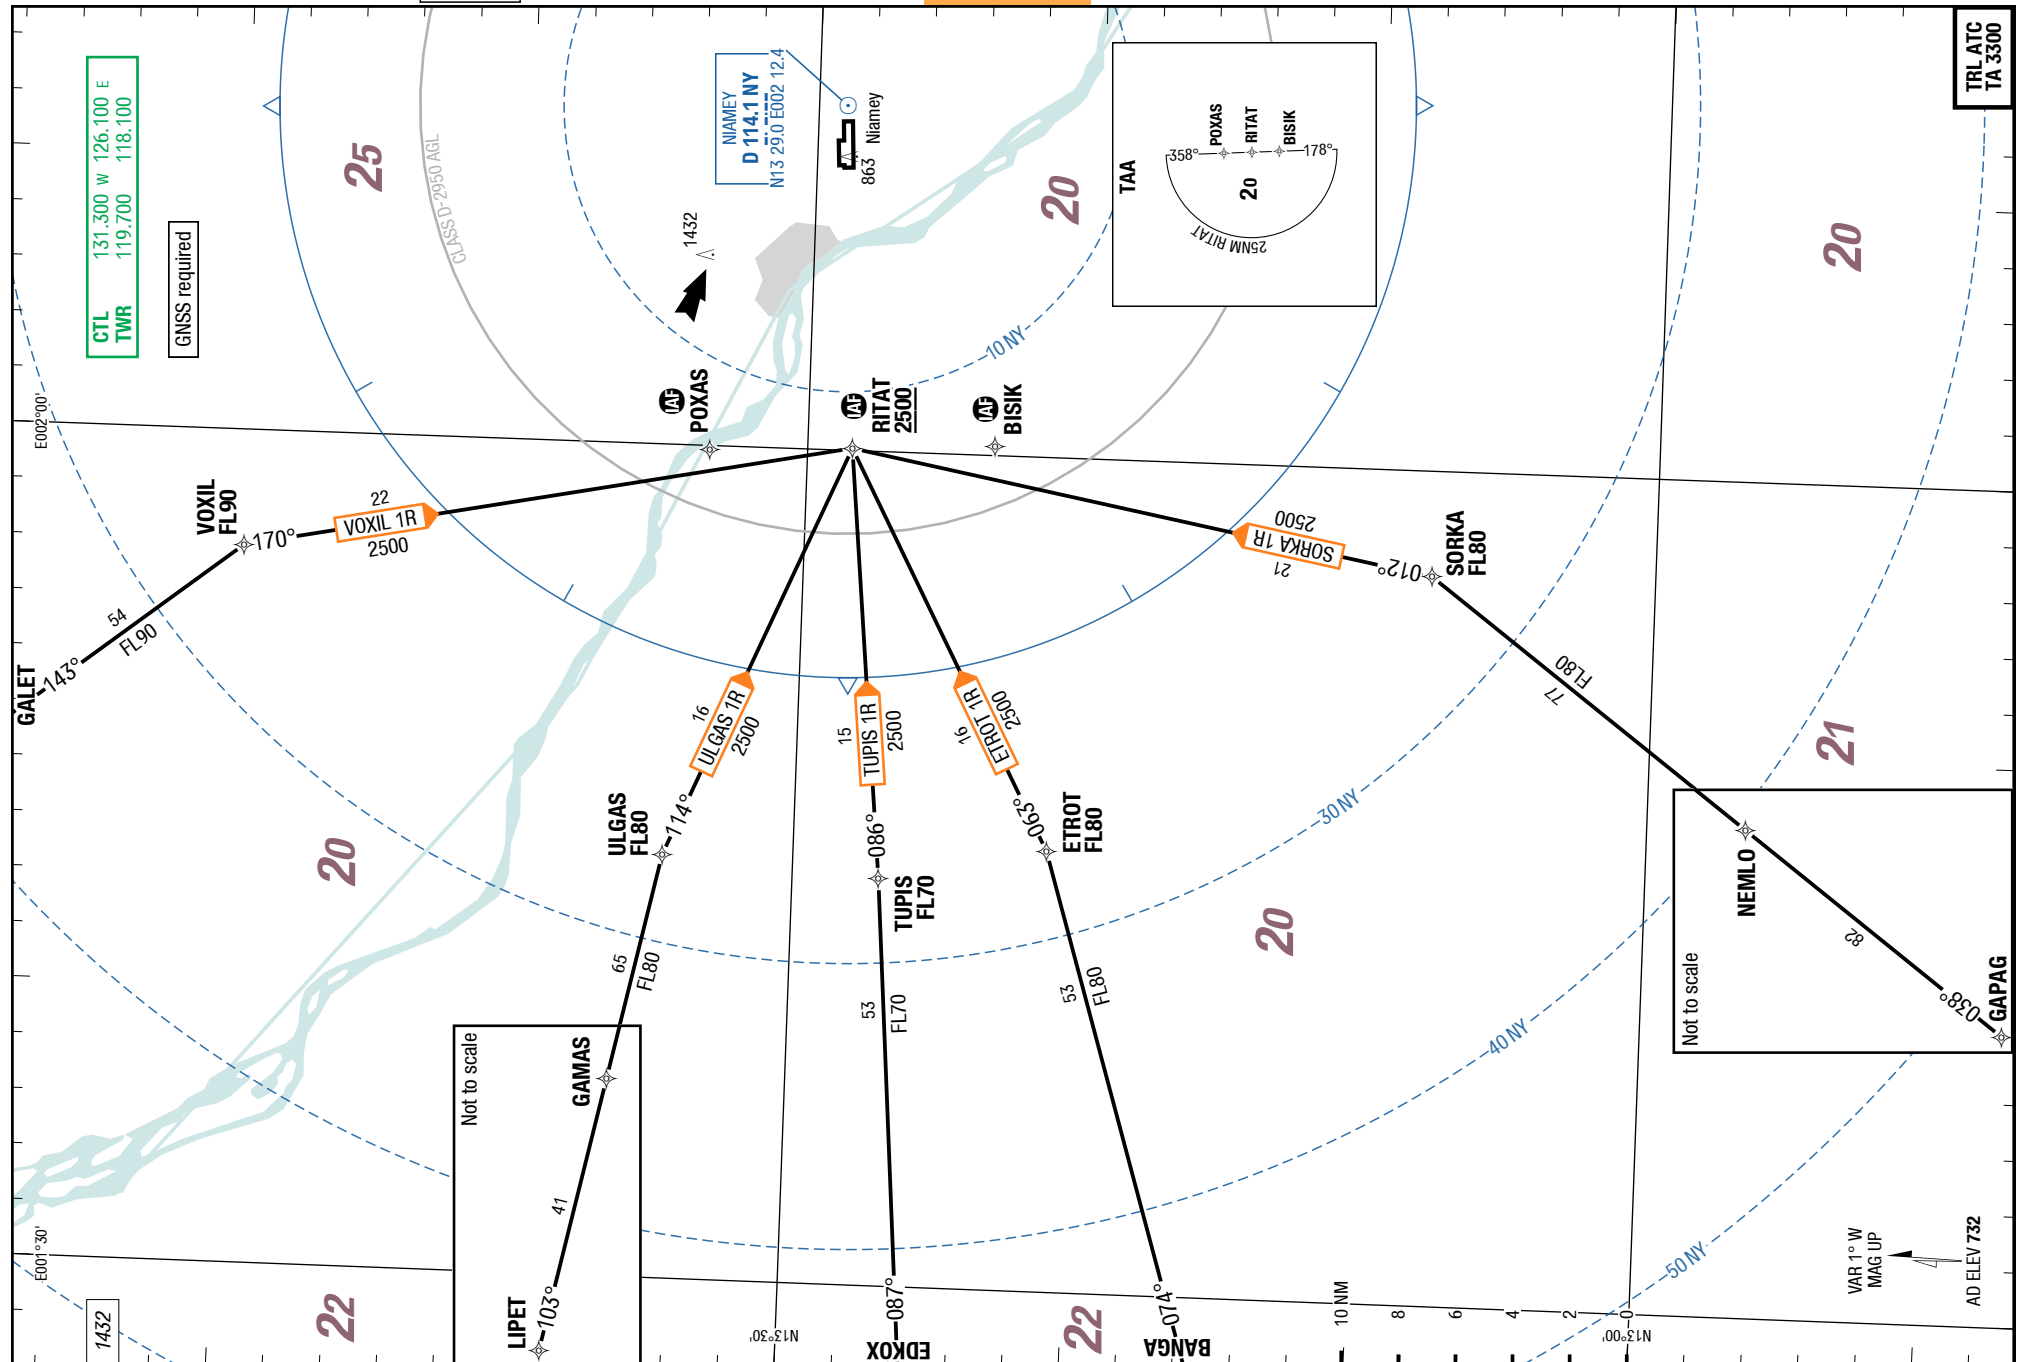 CTL 131.300 W 126.100 E
TWR 119.700 118.100
GNSS required
TRL ATC
TA 3300
25
CLASS D-2950 AGL
NIAMEY
D 114.1 NY
N13 29.0 E002 12.4
863
Niamey
1432
20
TAA
358°
POXAS
RITAT
BISIK
178°
20
25NM RITAT
20
10 NY
E002°00'
IAF
POXAS
IAF
RITAT
2500
IAF
BISIK
VOXIL
FL90
170°
22
VOXIL 1R
2500
54
FL90
143°
GALET
SORKA
FL80
012°
21
SORKA 1R
2500
77
FL80
16
ULGAS 1R
2500
114°
ULGAS
FL80
15
TUPIS 1R
2500
086°
TUPIS
FL70
16
ETROT 1R
2500
063°
ETROT
FL80
30 NY
21
20
20
65
FL80
53
FL70
53
FL80
Not to scale
GAMAS
41
103°
LIPET
Not to scale
NEMLO
82
038°
GAPAG
40 NY
50 NY
E001°30'
1432
22
22
087°
EDKOX
074°
BANGA
N13°30'
N13°00'
10 NM
8
6
4
2
0
VAR 1° W
MAG UP
AD ELEV 732